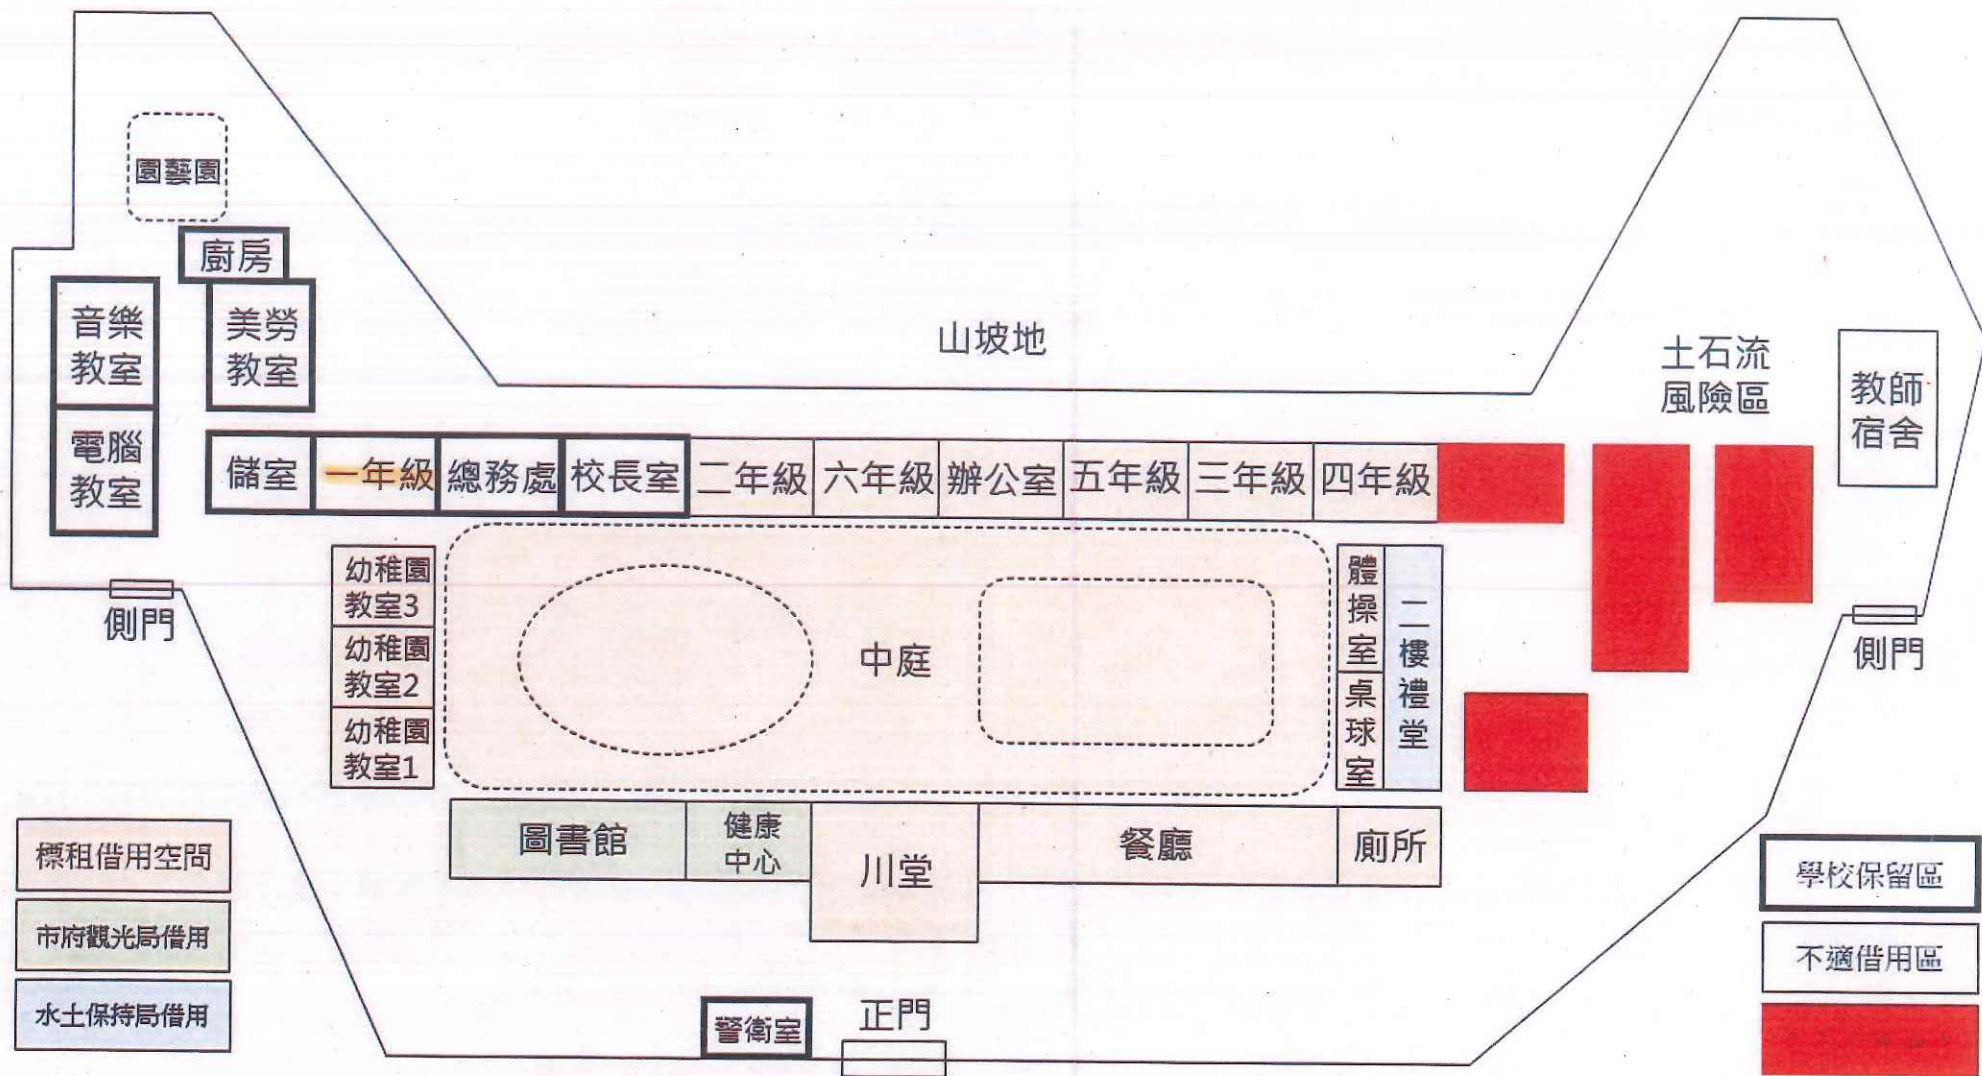 園藝園
廚房
音樂
教室
美勞
教室
山坡地
土石流
風險區
教師
宿舍
電腦
教室
儲室
一年級
總務處
校長室
二年級
六年級
辦公室
五年級
三年級
四年級
側門
幼稚園
教室3
幼稚園
教室2
幼稚園
教室1
中庭
體操室
桌球室
二樓禮堂
側門
圖書館
健康
中心
川堂
餐廳
廁所
標租借用空間
市府觀光局借用
水土保持局借用
警衛室
正門
學校保留區
不適借用區